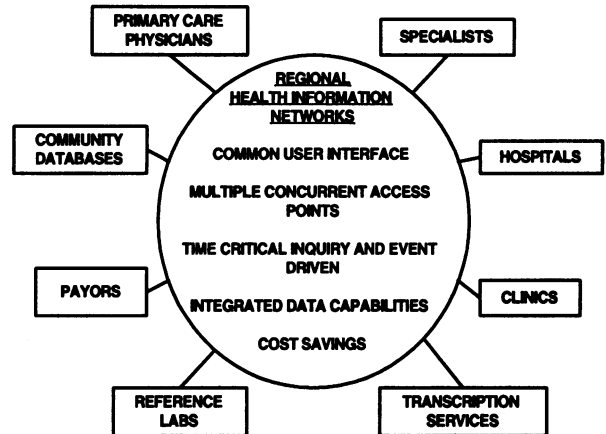 PRIMARY CARE
PHYSICIANS
SPECIALISTS
REGIONAL
HEALTH INFORMATION
NETWORKS
COMMUNITY
DATABASES
COMMON USER INTERFACE
HOSPITALS
MULTIPLE CONCURRENT ACCESS
POINTS
TIME CRITICAL INQUIRY AND EVENT
DRIVEN
PAYORS
CLINICS
INTEGRATED DATA CAPABILITIES
COST SAVINGS
REFERENCE
LABS
TRANSCRIPTION
SERVICES